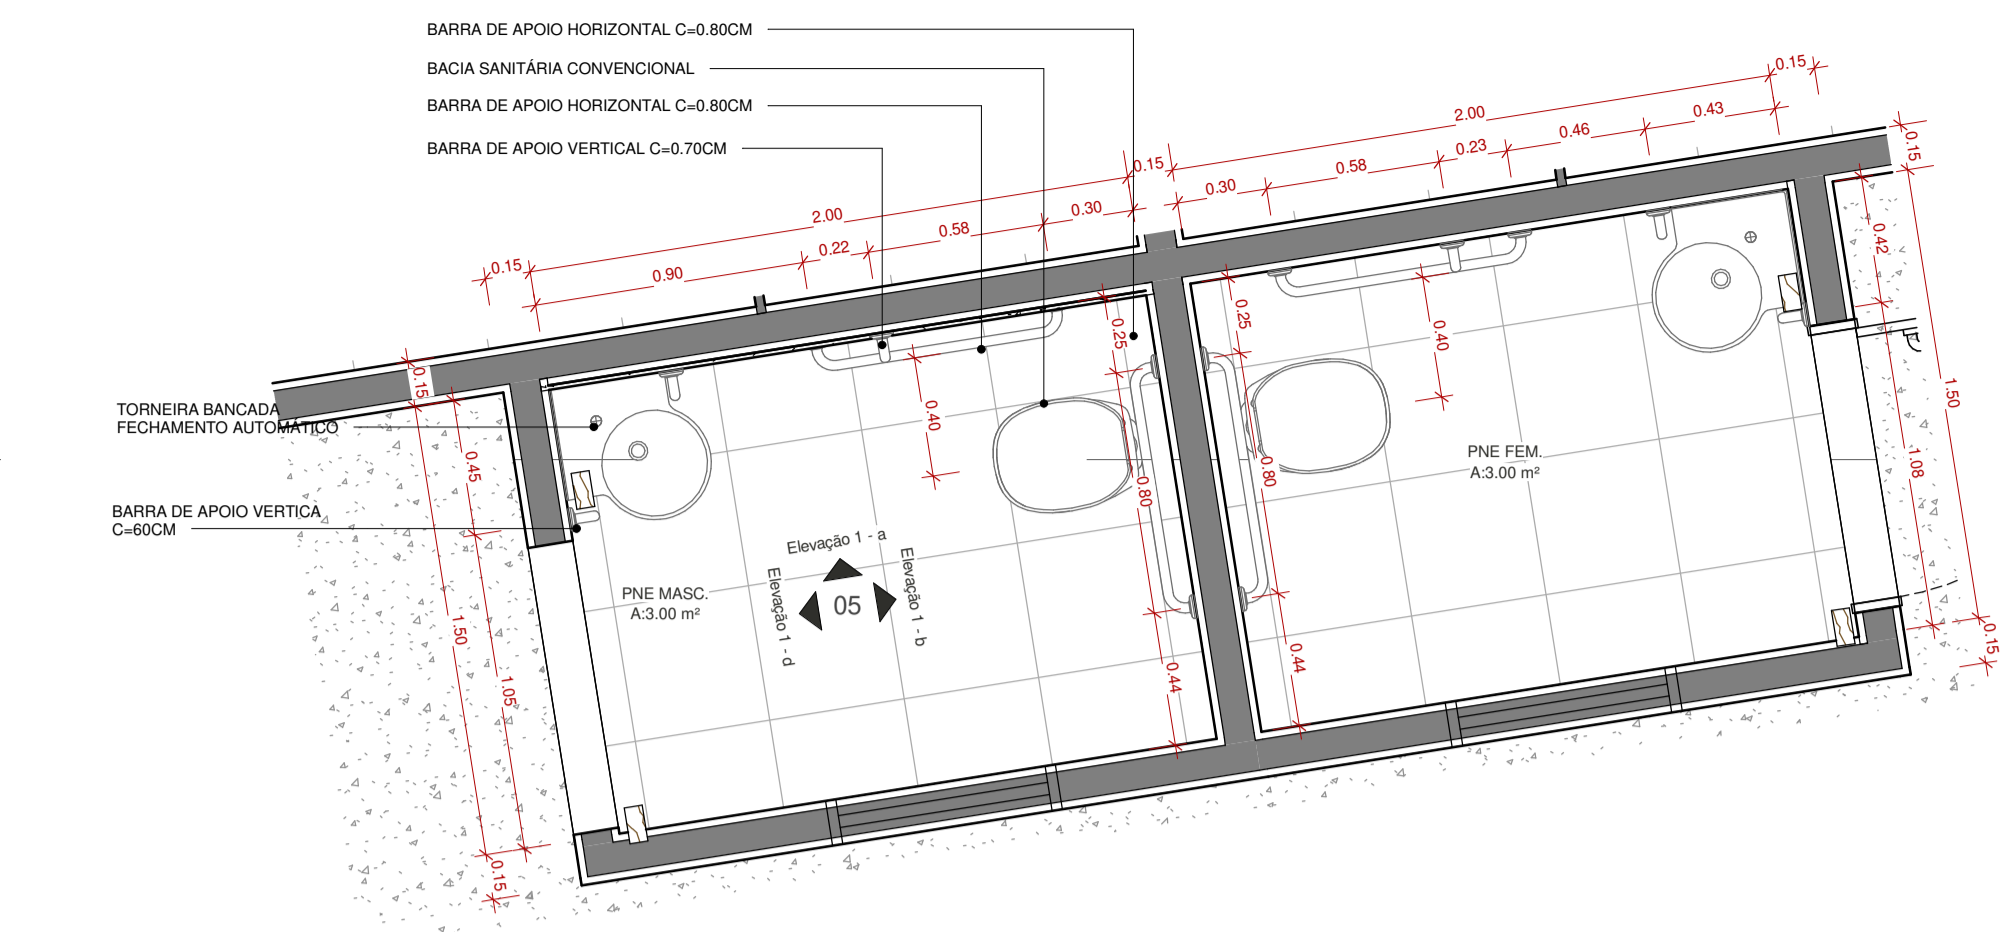 BARRA DE APOIO HORIZONTAL C=0.80CM
BACIA SANITÁRIA CONVENCIONAL
BARRA DE APOIO HORIZONTAL C=0.80CM
BARRA DE APOIO VERTICAL C=0.70CM
0.15
2.00
0.43
0.46
0.23
0.58
0.30
0.15
0.15
2.00
0.30
0.58
0.22
0.90
0.15
0.15
0.42
1.50
1.08
0.15
0.25
0.40
0.80
0.44
0.25
0.40
0.80
0.44
TORNEIRA BANCADA
FECHAMENTO AUTOMÁTICO
0.15
0.45
1.50
1.05
0.15
BARRA DE APOIO VERTICA
C=60CM
PNE FEM.
A:3.00 m²
PNE MASC.
A:3.00 m²
Elevação 1 - a
Elevação 1 - b
Elevação 1 - d
05